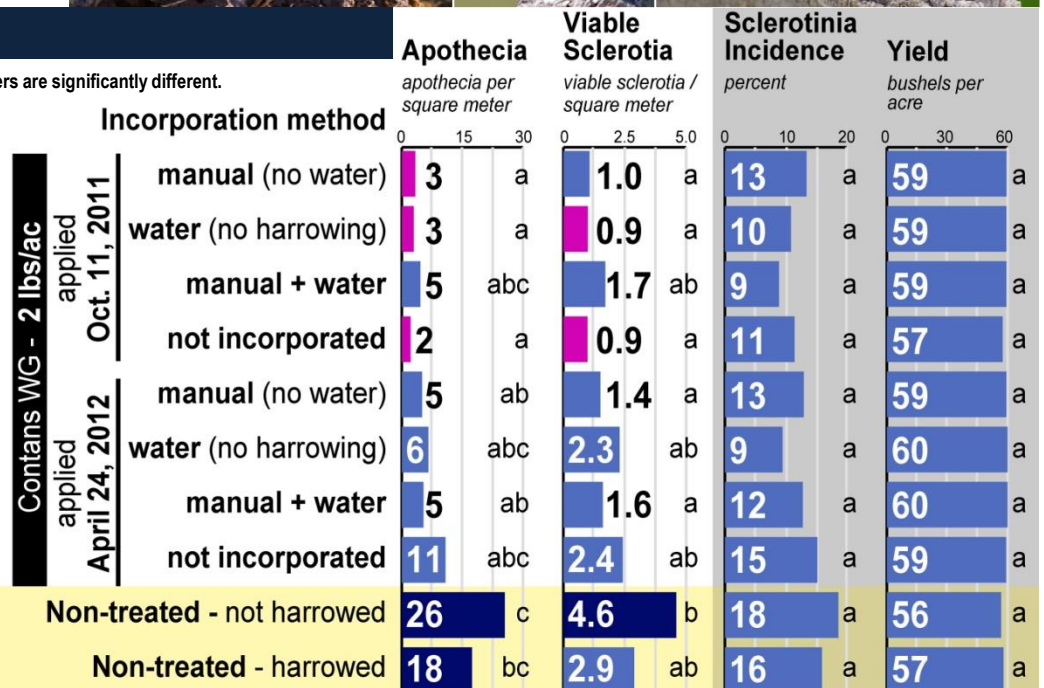 Apothecia
apothecia per
square meter
Viable
Sclerotia
viable sclerotia /
square meter
Sclerotinia
Incidence
percent
Yield
bushels per
acre
ers are significantly different.
Incorporation method
0 15 30 0 2.5 5.0 0 10 20 0 30 60
Contans WG - 2 lbs/ac
applied
Oct. 11, 2011
manual (no water) 3 a 1.0 a 13 a 59 a
water (no harrowing) 3 a 0.9 a 10 a 59 a
manual + water 5 abc 1.7 ab 9 a 59 a
not incorporated 2 a 0.9 a 11 a 57 a
applied
April 24, 2012
manual (no water) 5 ab 1.4 a 13 a 59 a
water (no harrowing) 6 abc 2.3 ab 9 a 60 a
manual + water 5 ab 1.6 a 12 a 60 a
not incorporated 11 abc 2.4 ab 15 a 59 a
Non-treated - not harrowed 26 c 4.6 b 18 a 56 a
Non-treated - harrowed 18 bc 2.9 ab 16 a 57 a